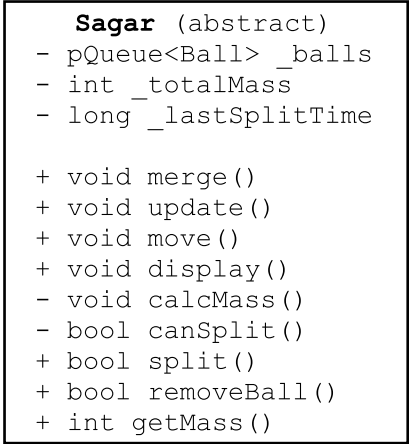 Sagar (abstract)
- pQueue<Ball> _balls
- int _totalMass
- long _lastSplitTime
+ void merge()
+ void update()
+ void move()
+ void display()
- void calcMass()
- bool canSplit()
+ bool split()
+ bool removeBall()
+ int getMass()